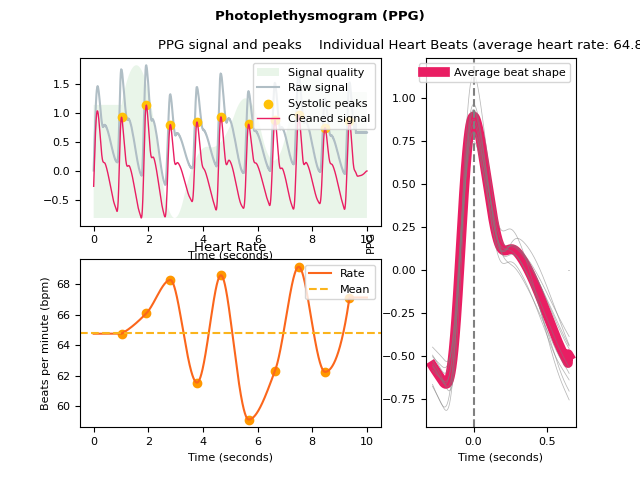 Photoplethysmogram (PPG)
PPG signal and peaks
Individual Heart Beats (average heart rate: 64.8
Signal quality
Raw signal
Systolic peaks
Cleaned signal
1.5
1.0
0.5
0.0
−0.5
0
2
4
6
8
10
Time (seconds)
Heart Rate
Rate
Mean
Beats per minute (bpm)
68
66
64
62
60
0
2
4
6
8
10
Time (seconds)
Average beat shape
PPG
1.00
0.75
0.50
0.25
0.00
−0.25
−0.50
−0.75
0.0
0.5
Time (seconds)